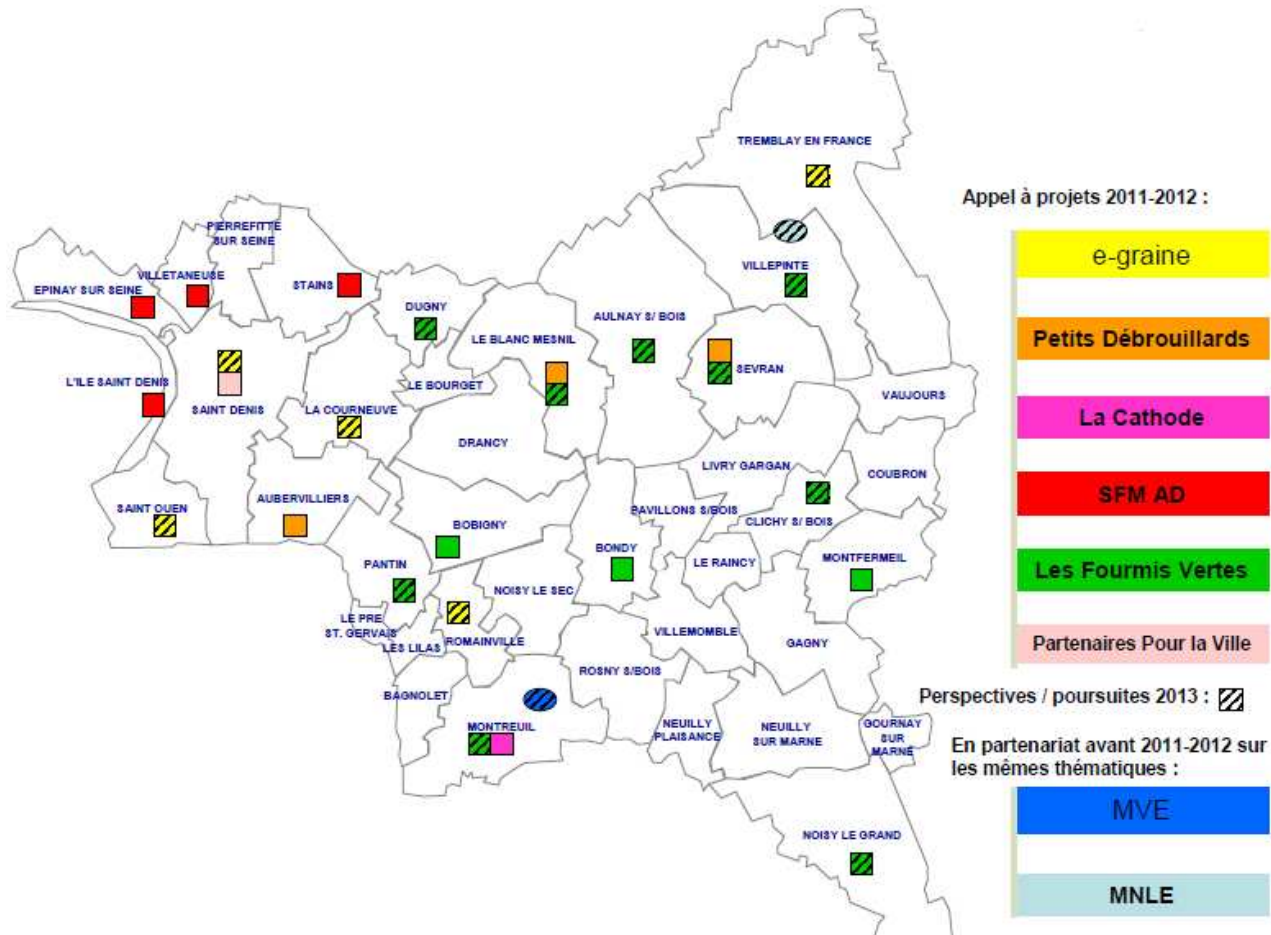 TREMBLAY EN FRANCE
Appel à projets 2011-2012 :
PIERREFITTE
SUR SEINE
e-graine
VILLETANEUSE
VILLEPINTE
EPINAY SUR SEINE
STAINS
DUGNY
AULNAY S/ BOIS
LE BLANC MESNIL
Petits Débrouillards
SEVRAN
L'ILE SAINT DENIS
LE BOURGET
VAUJOURS
SAINT DENIS
LA COURNEUVE
La Cathode
DRANCY
LIVRY GARGAN
COUBRON
SFM AD
AUBERVILLIERS
SAINT OUEN
PAVILLONS S/BOIS
CLICHY S/ BOIS
BOBIGNY
BONDY
MONTFERMEIL
LE RAINCY
PANTIN
Les Fourmis Vertes
NOISY LE SEC
LE PRE
ST. GERVAIS
VILLEMOMBLE
ROMAINVILLE
GAGNY
LES LILAS
Partenaires Pour la Ville
ROSNY S/BOIS
BAGNOLET
Perspectives / poursuites 2013 :
MONTREUIL
NEUILLY
PLAISANCE
NEUILLY
SUR MARNE
GOURNAY
SUR
MARNE
En partenariat avant 2011-2012 sur
les mêmes thématiques :
MVE
NOISY LE GRAND
MNLE